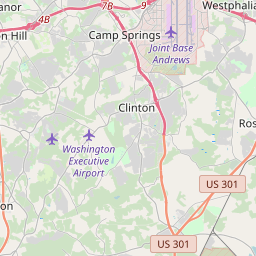 anor
7B
9
Westphalia
4B
n Hill
Camp Springs
Joint Base
Andrews
Clinton
Ros
Washington
Executive
Airport
US 301
on
US 301